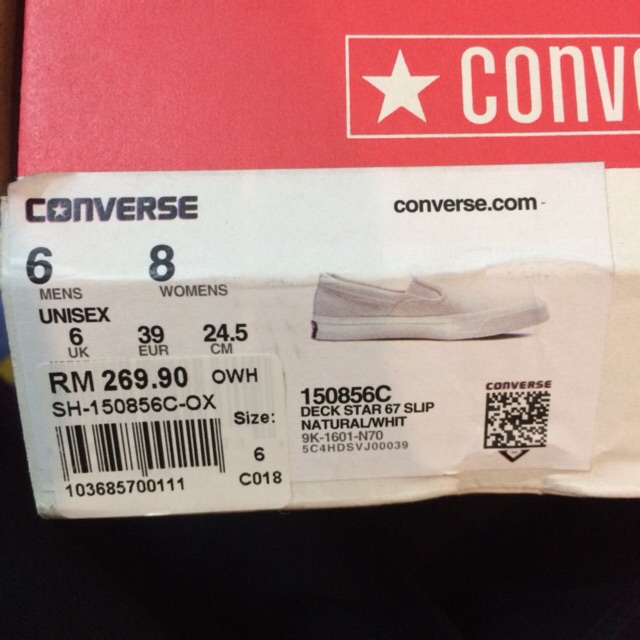 CONV
CONVERSE
converse.com
6 8
MENS WOMENS
UNISEX
6 39 24.5
UK EUR CM
RM 269.90 OWH
SH-150856C-OX
Size:
6
103685700111 C018
150856C
DECK STAR 67 SLIP
NATURAL/WHIT
9K-1601-N70
5C4HDSVJ00039
CONVERSE